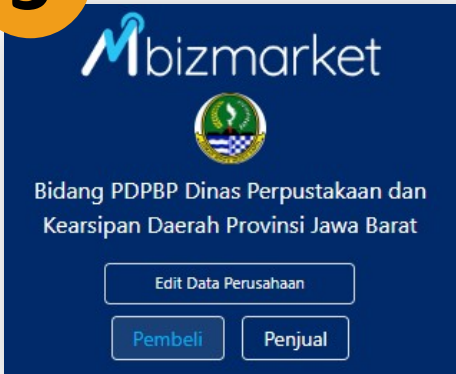 Mbizmarket
Bidang PDPBP Dinas Perpustakaan dan
Kearsipan Daerah Provinsi Jawa Barat
Edit Data Perusahaan
Pembeli Penjual